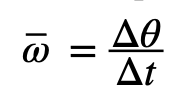 ω̄ = Δθ / Δt